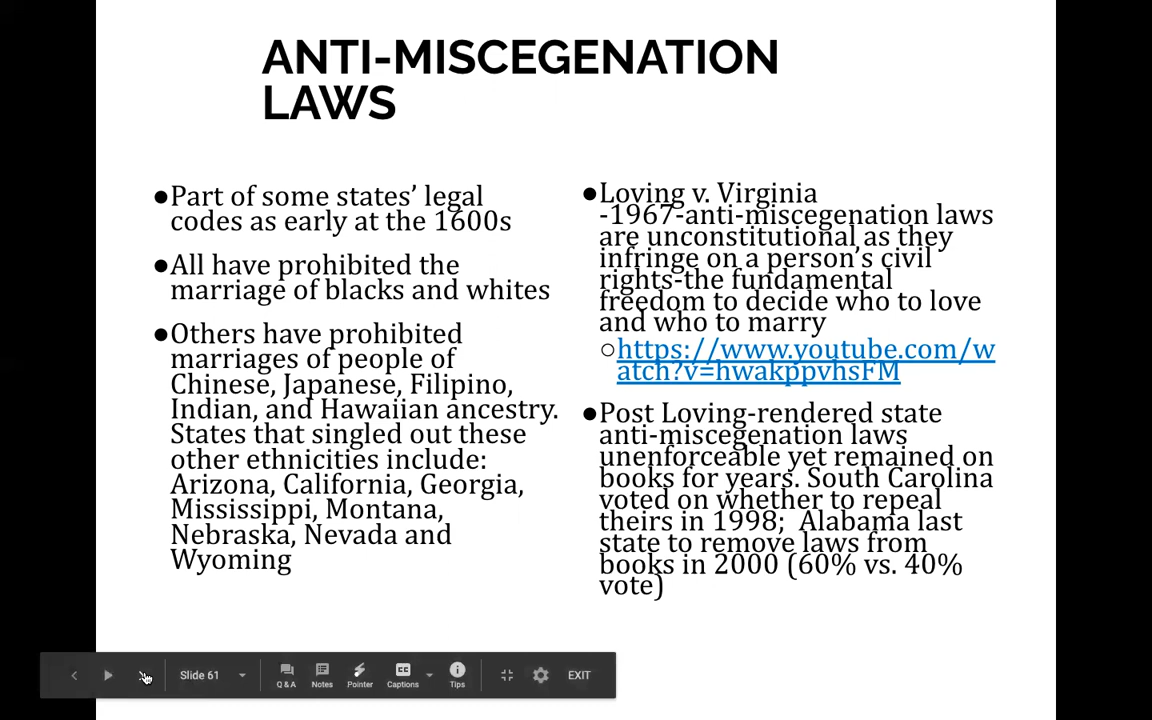 ANTI-MISCEGENATION
LAWS
●Part of some states’ legal
codes as early at the 1600s
●All have prohibited the
marriage of blacks and whites
●Others have prohibited
marriages of people of
Chinese, Japanese, Filipino,
Indian, and Hawaiian ancestry.
States that singled out these
other ethnicities include:
Arizona, California, Georgia,
Mississippi, Montana,
Nebraska, Nevada and
Wyoming
●Loving v. Virginia
-1967-anti-miscegenation laws
are unconstitutional as they
infringe on a person’s civil
rights-the fundamental
freedom to decide who to love
and who to marry
○https://www.youtube.com/w
atch?v=hwakppvhsFM
●Post Loving-rendered state
anti-miscegenation laws
unenforceable yet remained on
books for years. South Carolina
voted on whether to repeal
theirs in 1998;  Alabama last
state to remove laws from
books in 2000 (60% vs. 40%
vote)
Slide 61
Q & A
Notes
Pointer
CC
Captions
Tips
EXIT